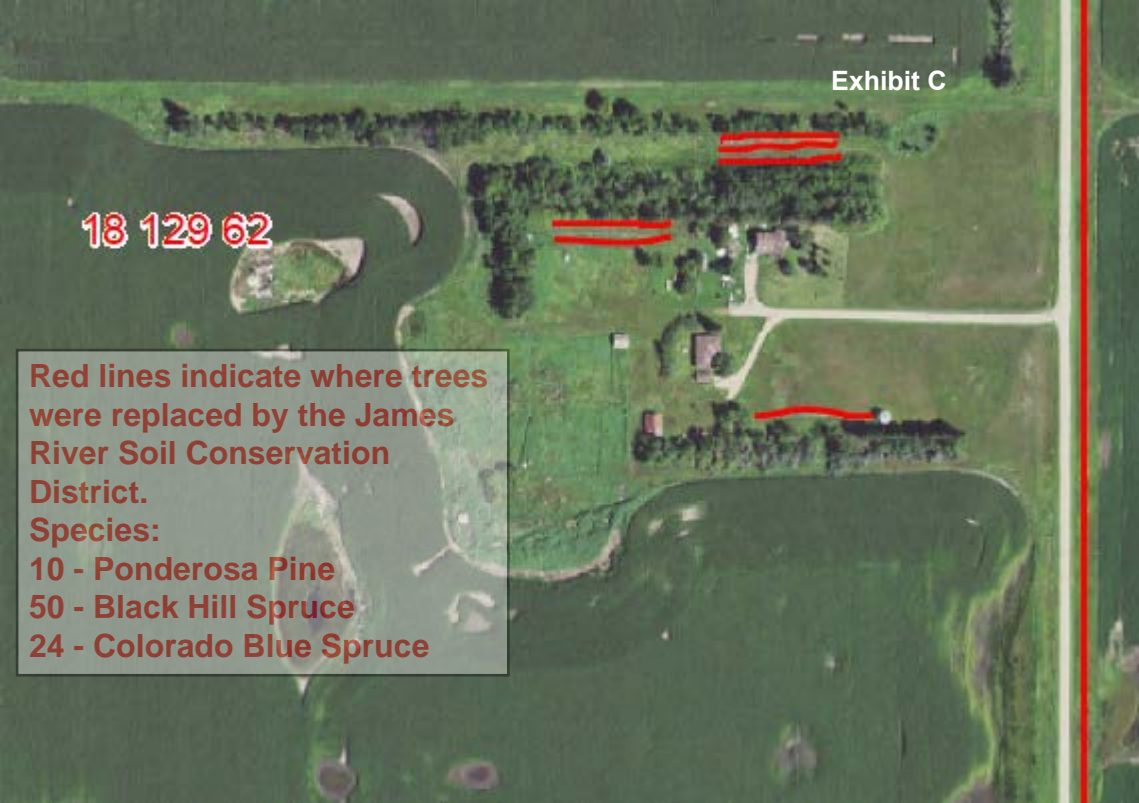 Exhibit C
18 129 62
Red lines indicate where trees
were replaced by the James
River Soil Conservation
District.
Species:
10 - Ponderosa Pine
50 - Black Hill Spruce
24 - Colorado Blue Spruce